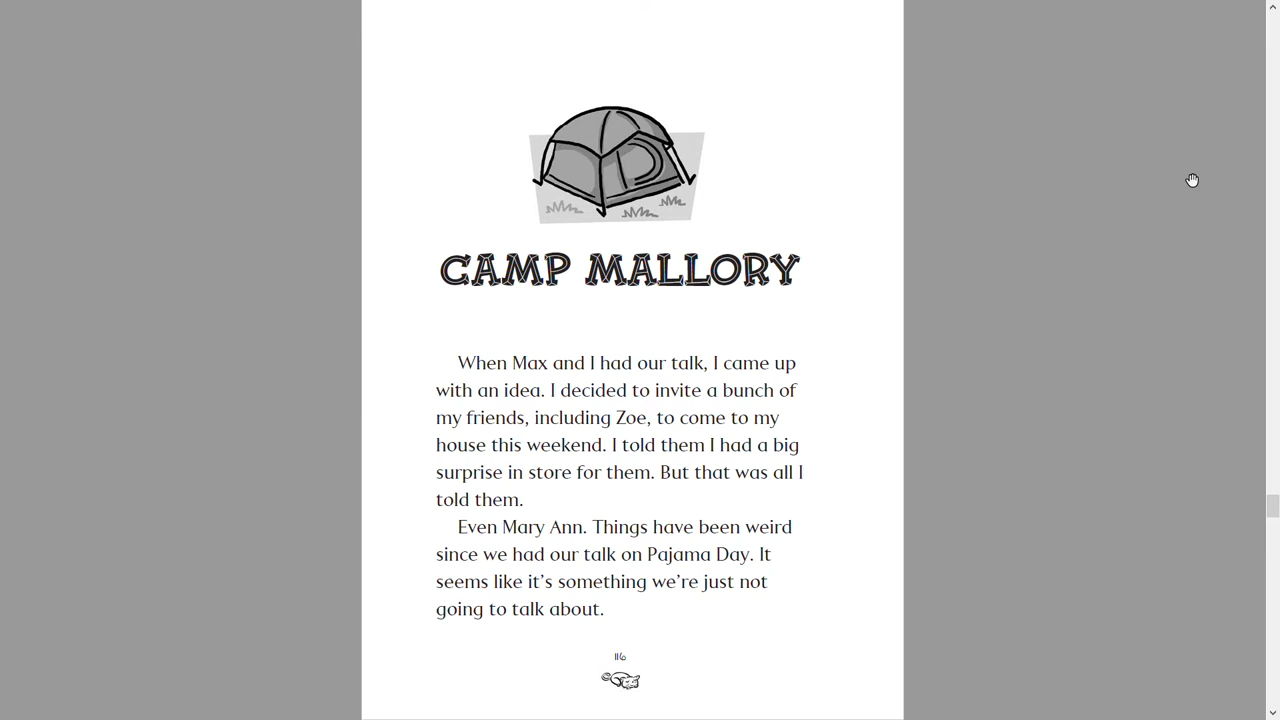 CAMP MALLORY
When Max and I had our talk, I came up
with an idea. I decided to invite a bunch of
my friends, including Zoe, to come to my
house this weekend. I told them I had a big
surprise in store for them. But that was all I
told them.
Even Mary Ann. Things have been weird
since we had our talk on Pajama Day. It
seems like it’s something we’re just not
going to talk about.
116